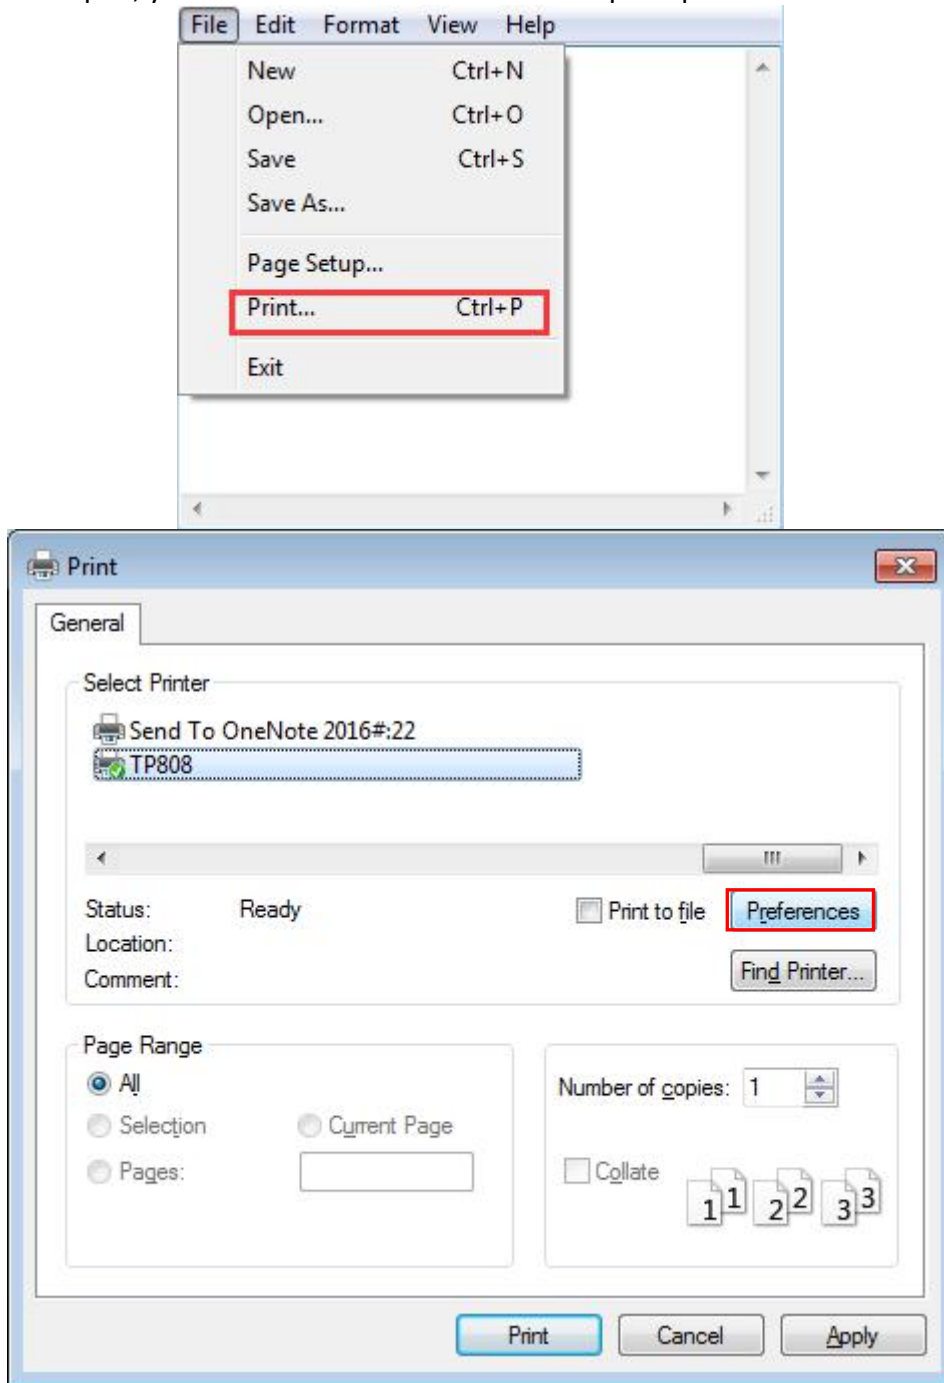 File Edit Format View Help
New Ctrl+N
Open... Ctrl+O
Save Ctrl+S
Save As...
Page Setup...
Print... Ctrl+P
Exit
Print
General
Select Printer
Send To OneNote 2016#:22
TP808
Status: Ready
Print to file Preferences
Location:
Comment:
Find Printer...
Page Range
All
Selection Current Page
Pages:
Number of copies: 1
Collate
1 1 2 2 3 3
Print Cancel Apply